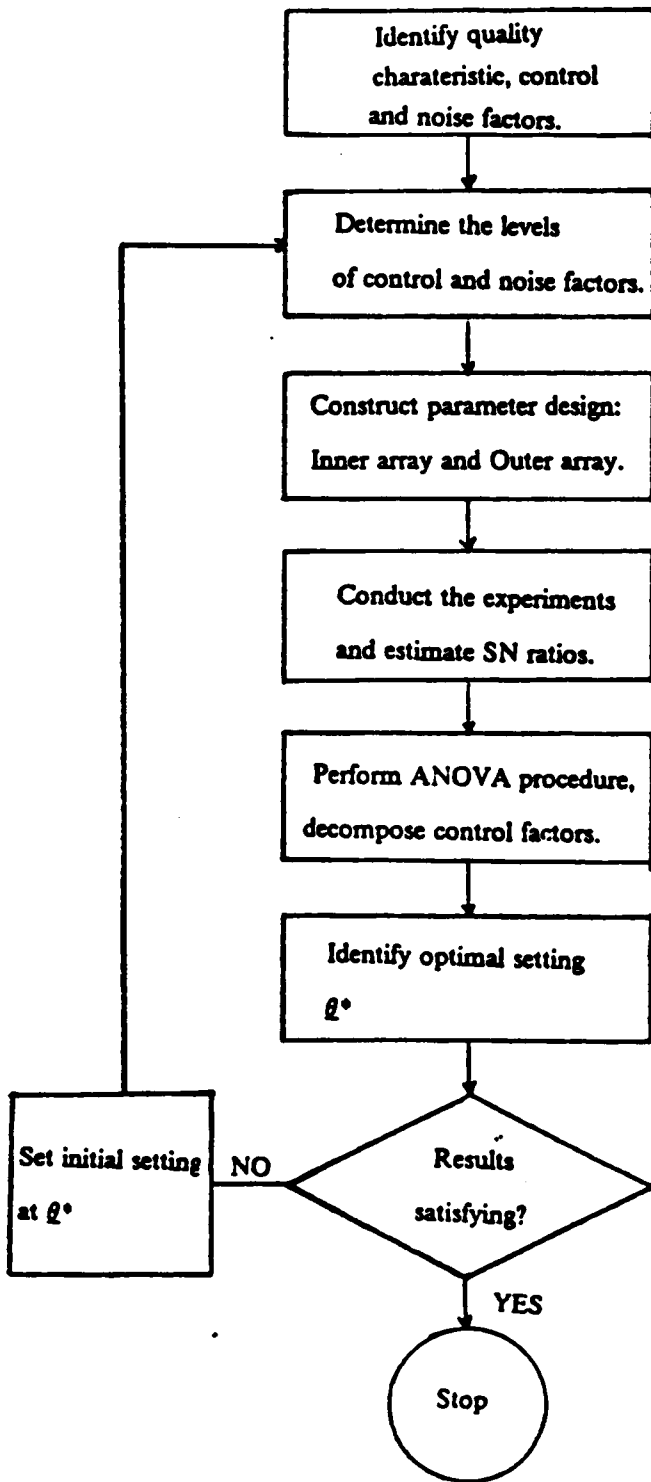 Identify quality
charateristic, control
and noise factors.
Determine the levels
of control and noise factors.
Construct parameter design:
Inner array and Outer array.
Conduct the experiments
and estimate SN ratios.
Perform ANOVA procedure,
decompose control factors.
Identify optimal setting
θ*
Results
satisfying?
NO
Set initial setting
at θ*
YES
Stop